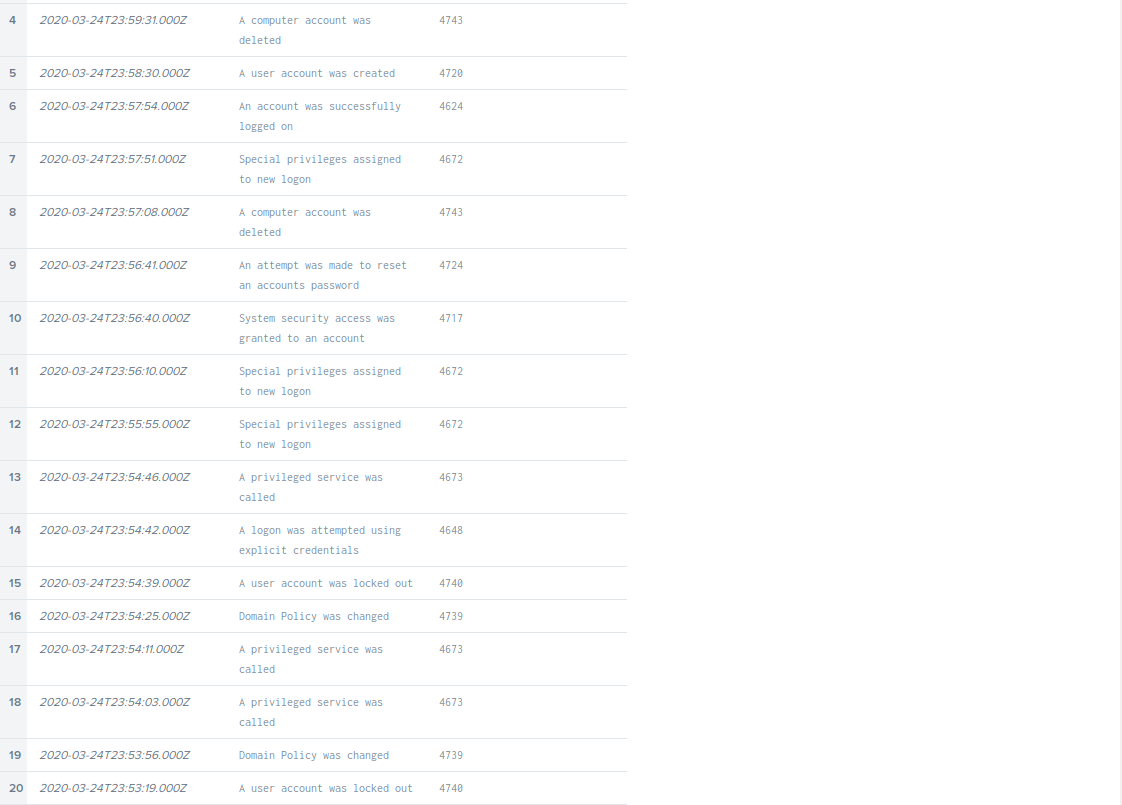 4 2020-03-24T23:59:31.000Z A computer account was 4743
deleted
5 2020-03-24T23:58:30.000Z A user account was created 4720
6 2020-03-24T23:57:54.000Z An account was successfully 4624
logged on
7 2020-03-24T23:57:51.000Z Special privileges assigned 4672
to new logon
8 2020-03-24T23:57:08.000Z A computer account was 4743
deleted
9 2020-03-24T23:56:41.000Z An attempt was made to reset 4724
an accounts password
10 2020-03-24T23:56:40.000Z System security access was 4717
granted to an account
11 2020-03-24T23:56:10.000Z Special privileges assigned 4672
to new logon
12 2020-03-24T23:55:55.000Z Special privileges assigned 4672
to new logon
13 2020-03-24T23:54:46.000Z A privileged service was 4673
called
14 2020-03-24T23:54:42.000Z A logon was attempted using 4648
explicit credentials
15 2020-03-24T23:54:39.000Z A user account was locked out 4740
16 2020-03-24T23:54:25.000Z Domain Policy was changed 4739
17 2020-03-24T23:54:11.000Z A privileged service was 4673
called
18 2020-03-24T23:54:03.000Z A privileged service was 4673
called
19 2020-03-24T23:53:56.000Z Domain Policy was changed 4739
20 2020-03-24T23:53:19.000Z A user account was locked out 4740